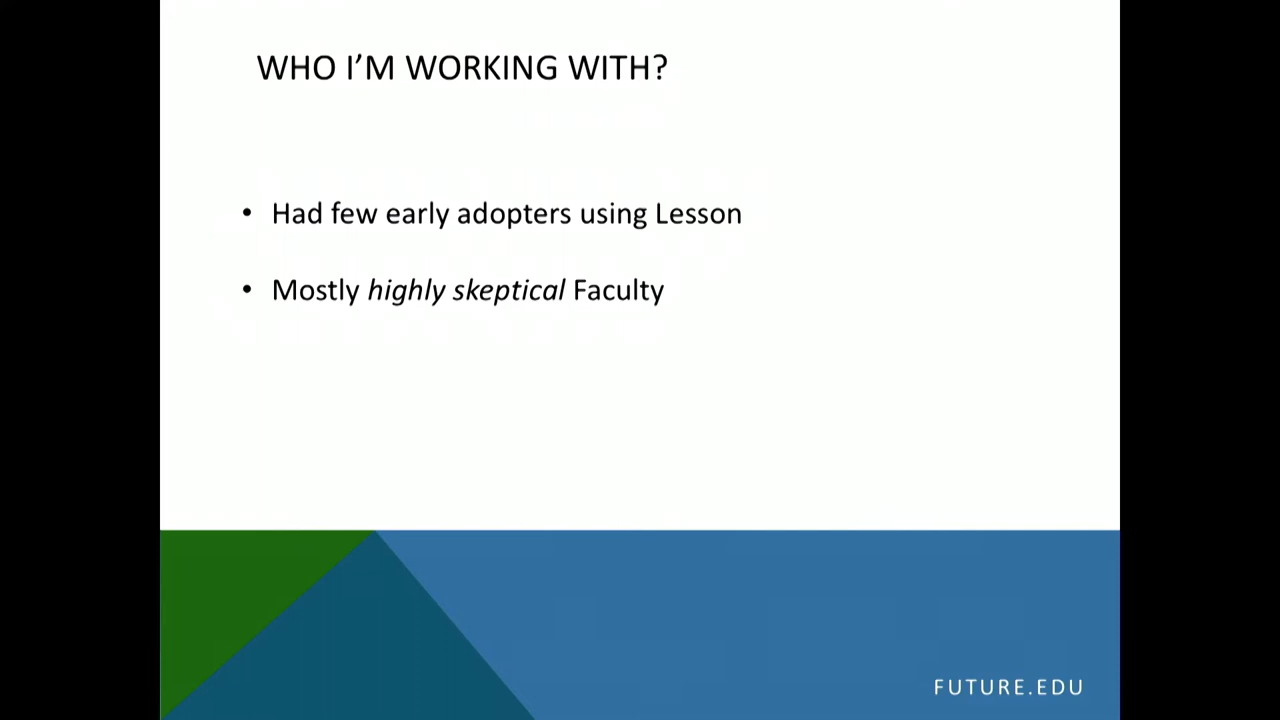 WHO I’M WORKING WITH?
• Had few early adopters using Lesson
• Mostly highly skeptical Faculty
FUTURE.EDU